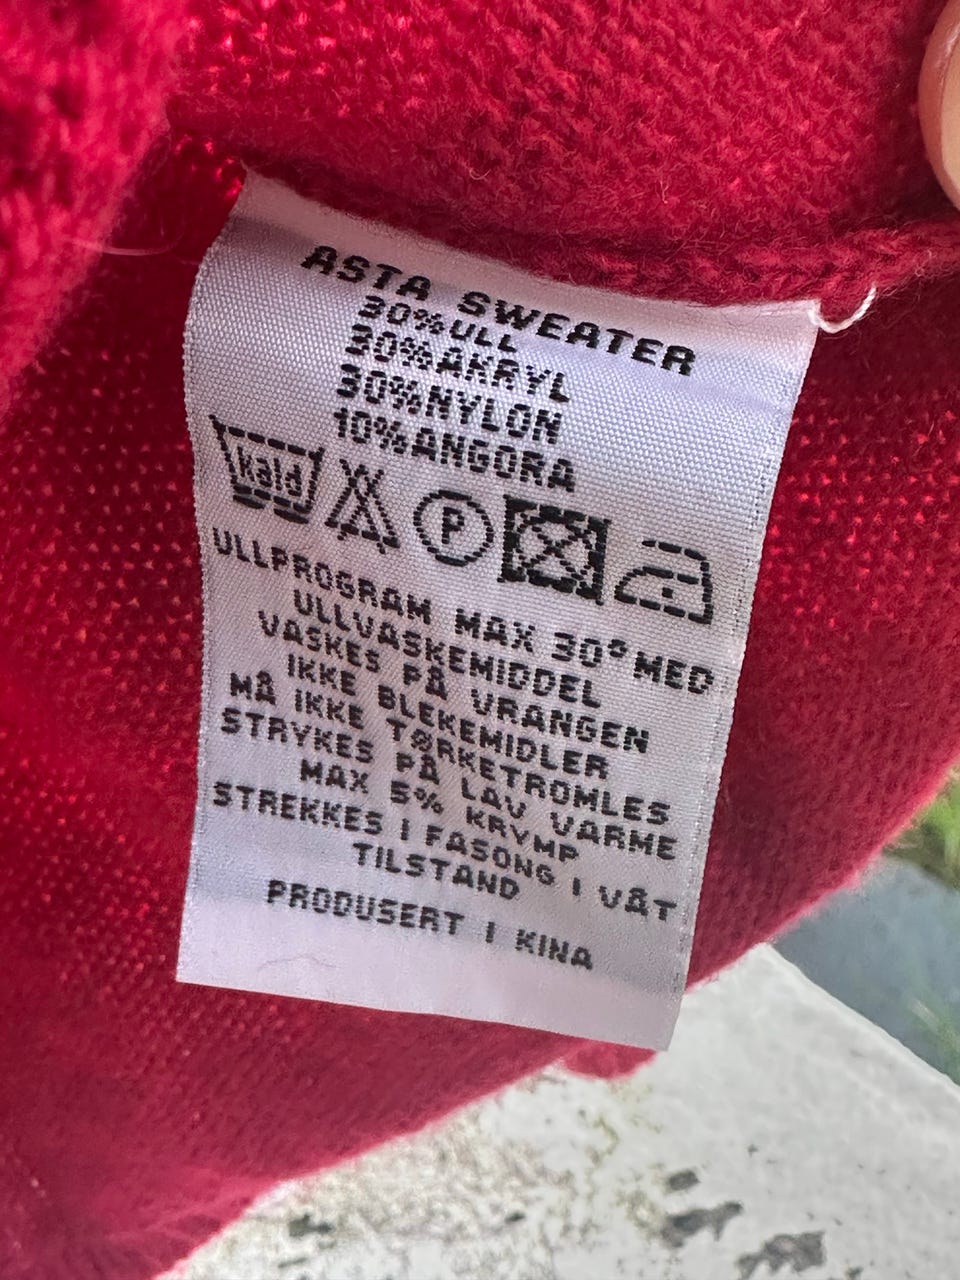 ASTA SWEATER
30%ULL
30%AKRYL
30%NYLON
10%ANGORA
kald P
ULLPROGRAM MAX 30° MED
ULLVASKEMIDDEL
VASKES PÅ VRANGEN
IKKE BLEKEMIDLER
MÅ IKKE TØRKETROMLES
STRYKES PÅ LAV VARME
MAX 5% KRYMP
STREKKES I FASONG I VÅT
TILSTAND
PRODUSERT I KINA